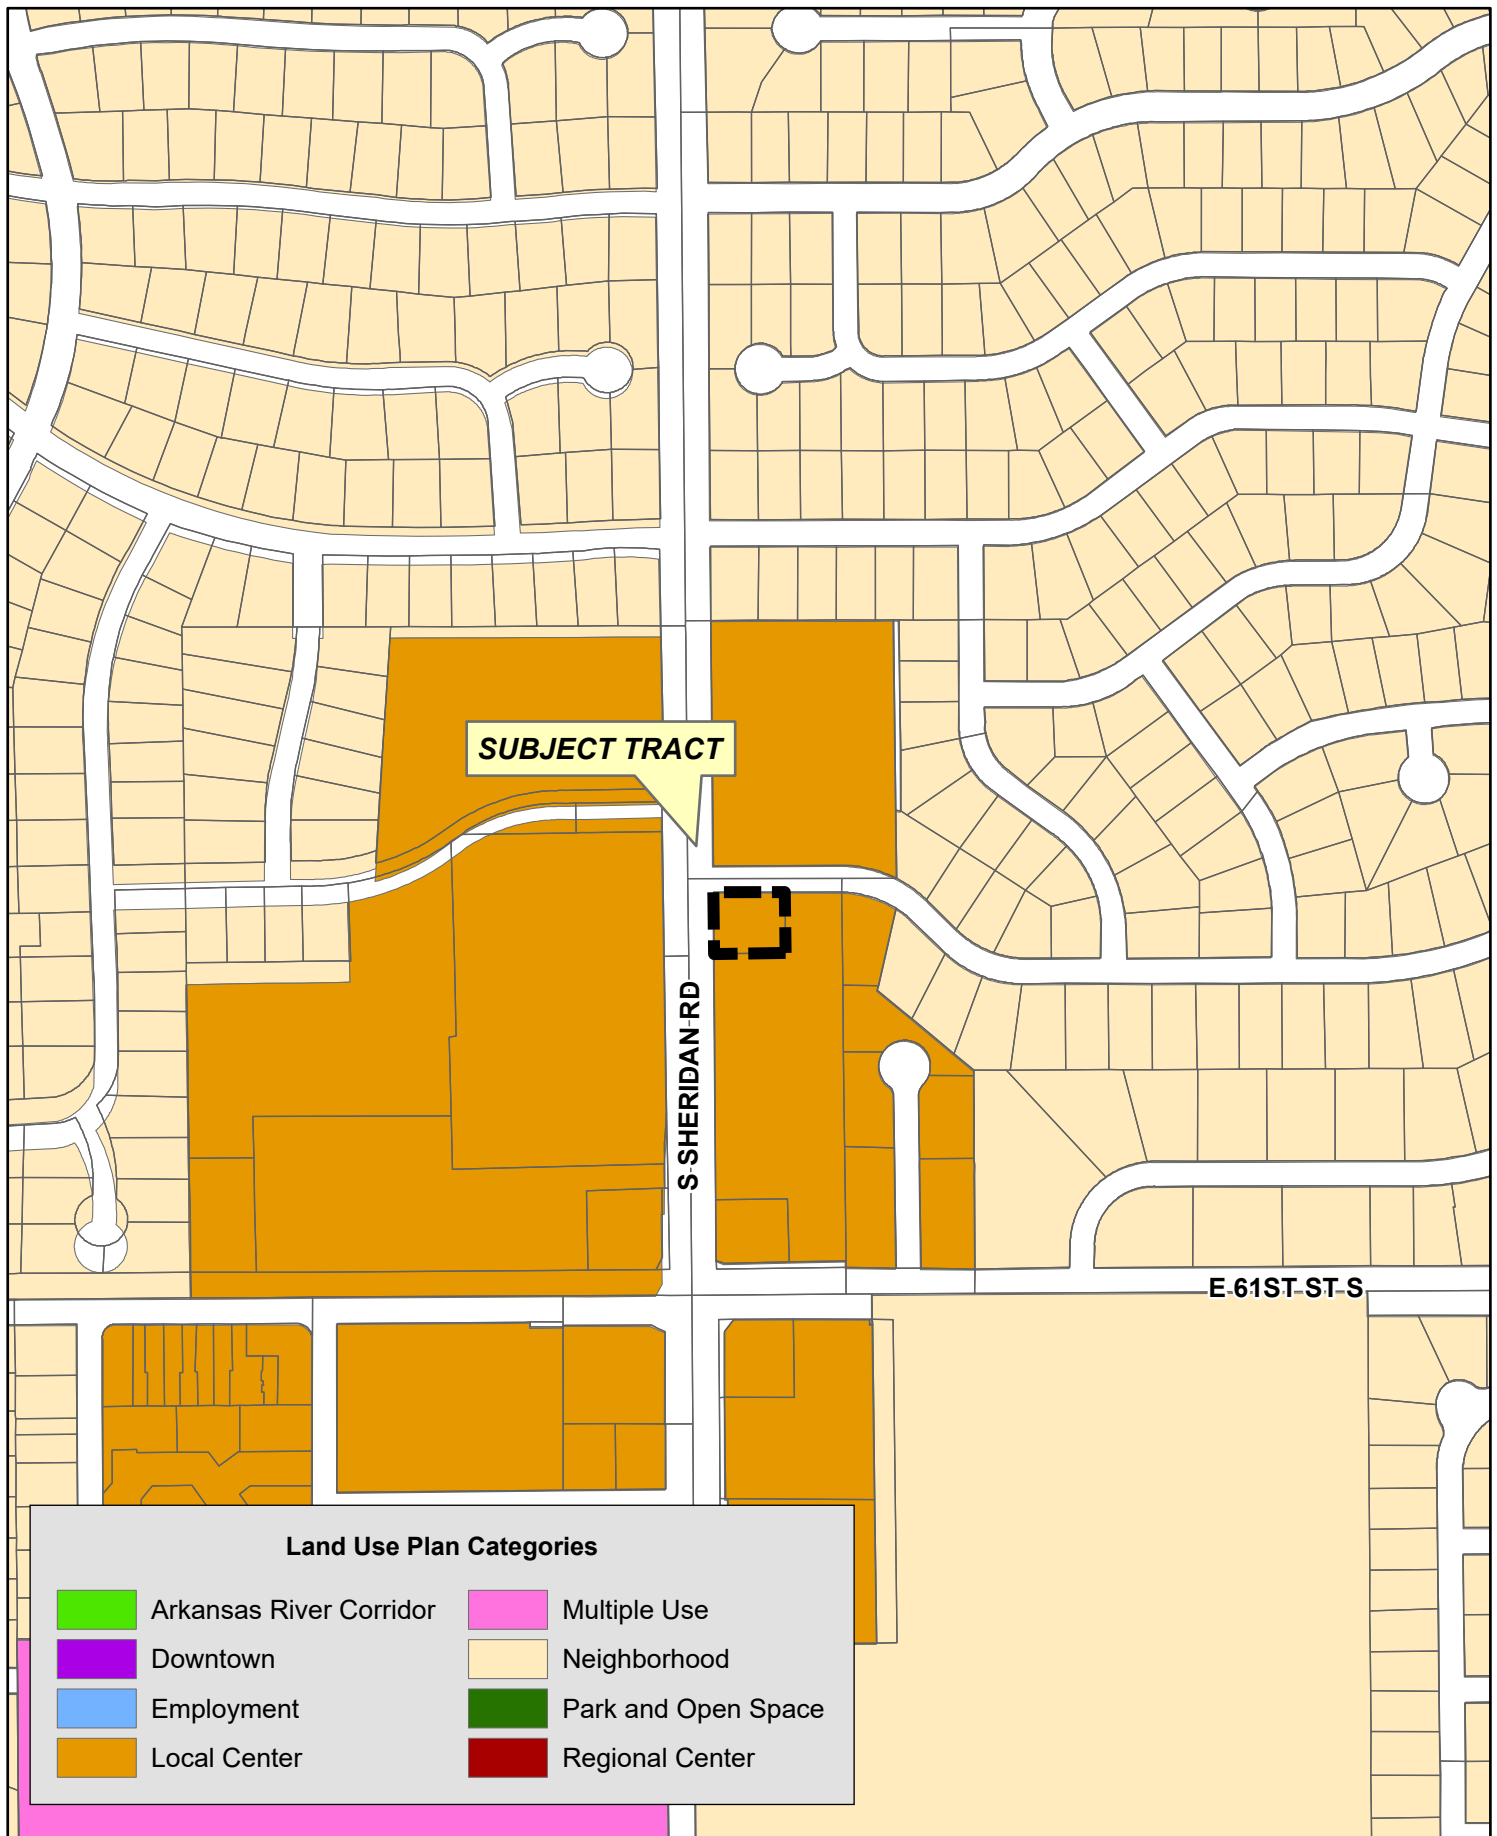 SUBJECT TRACT
S SHERIDAN RD
E 61ST ST S
Land Use Plan Categories
Arkansas River Corridor
Downtown
Employment
Local Center
Multiple Use
Neighborhood
Park and Open Space
Regional Center